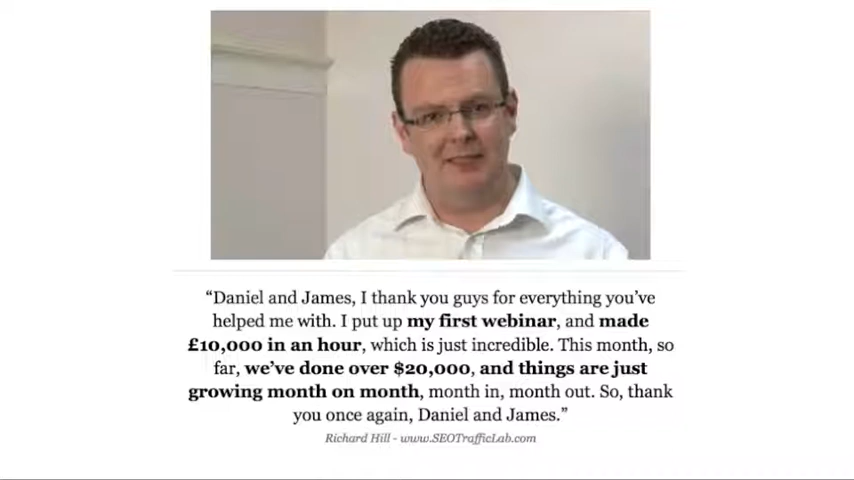 “Daniel and James, I thank you guys for everything you’ve
helped me with. I put up my first webinar, and made
£10,000 in an hour, which is just incredible. This month, so
far, we’ve done over $20,000, and things are just
growing month on month, month in, month out. So, thank
you once again, Daniel and James.”
Richard Hill - www.SEOTrafficLab.com